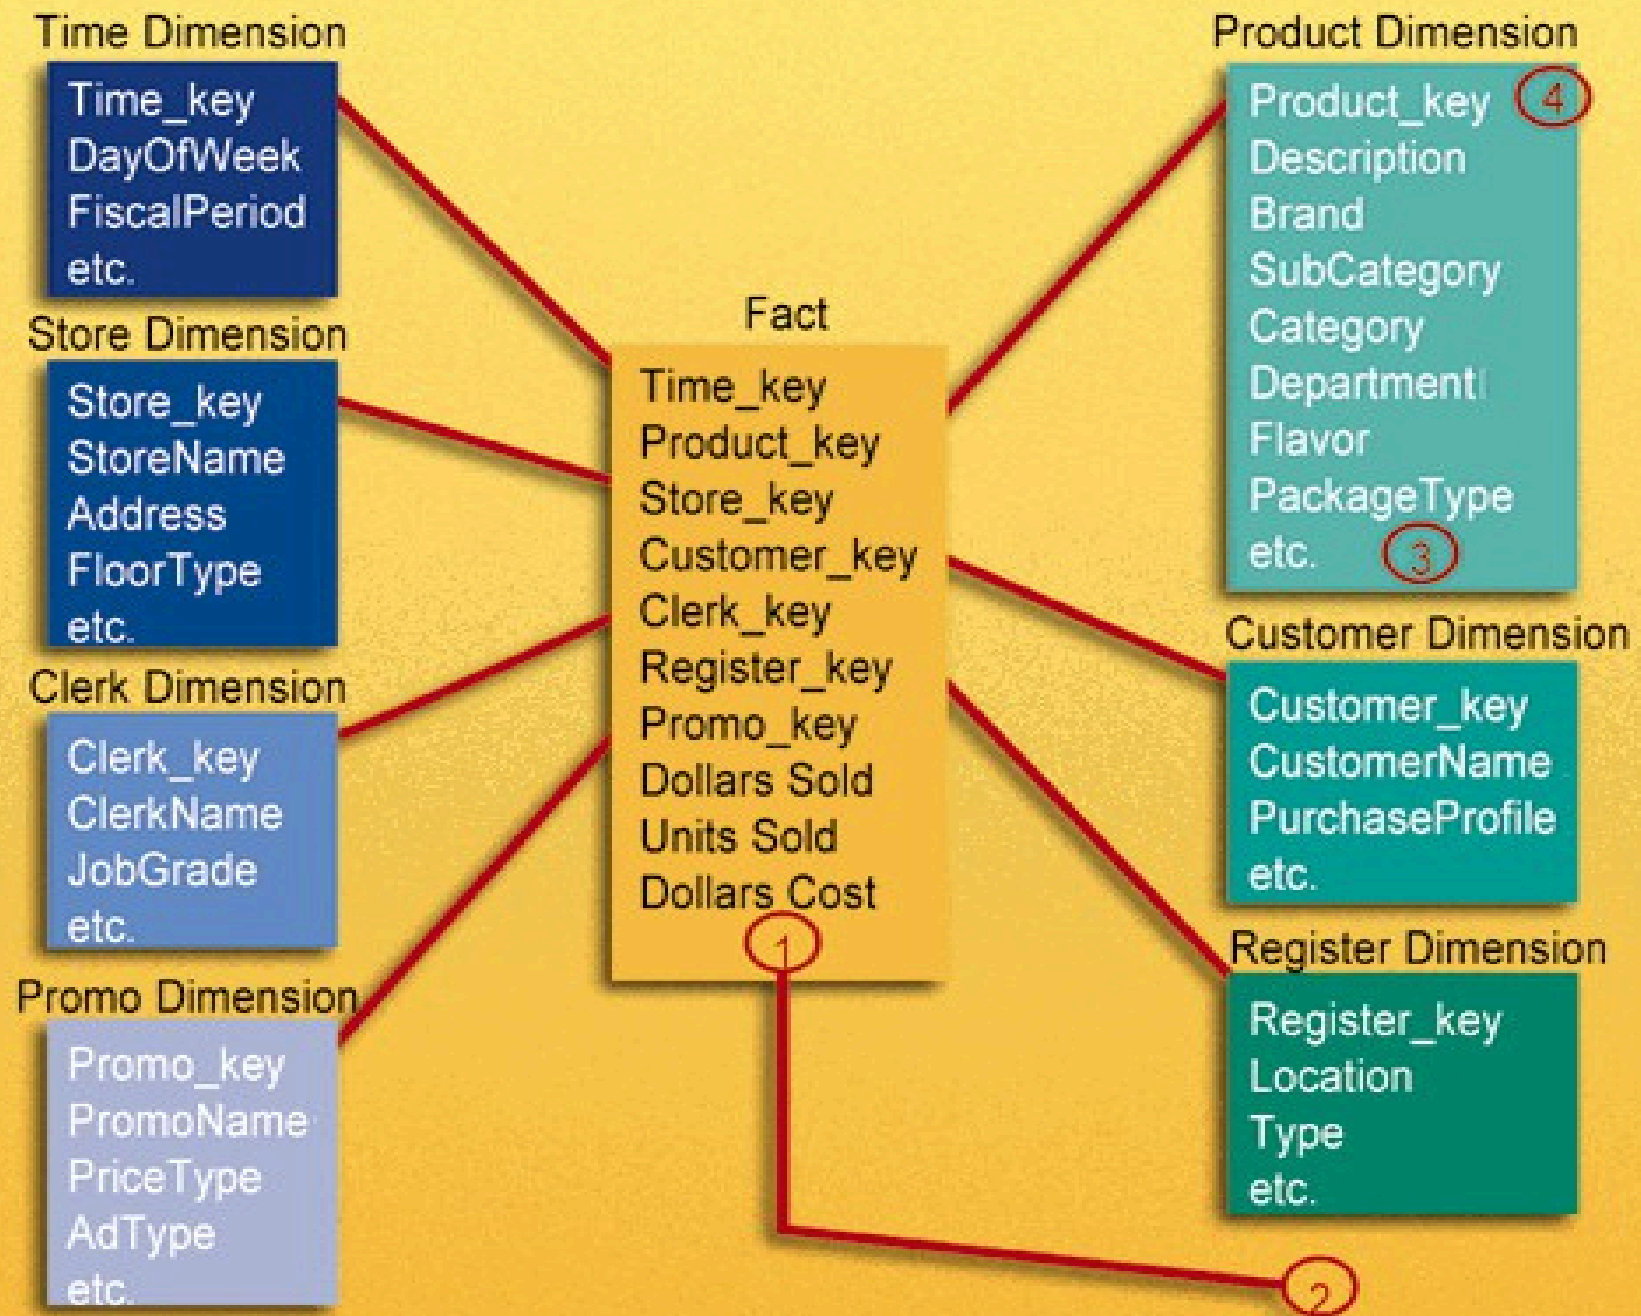 Time Dimension
Time_key
DayOfWeek
FiscalPeriod
etc.
Store Dimension
Store_key
StoreName
Address
FloorType
etc.
Clerk Dimension
Clerk_key
ClerkName
JobGrade
etc.
Promo Dimension
Promo_key
PromoName
PriceType
AdType
etc.
Fact
Time_key
Product_key
Store_key
Customer_key
Clerk_key
Register_key
Promo_key
Dollars Sold
Units Sold
Dollars Cost
1
2
Product Dimension
Product_key 4
Description
Brand
SubCategory
Category
Department
Flavor
PackageType
etc. 3
Customer Dimension
Customer_key
CustomerName
PurchaseProfile
etc.
Register Dimension
Register_key
Location
Type
etc.